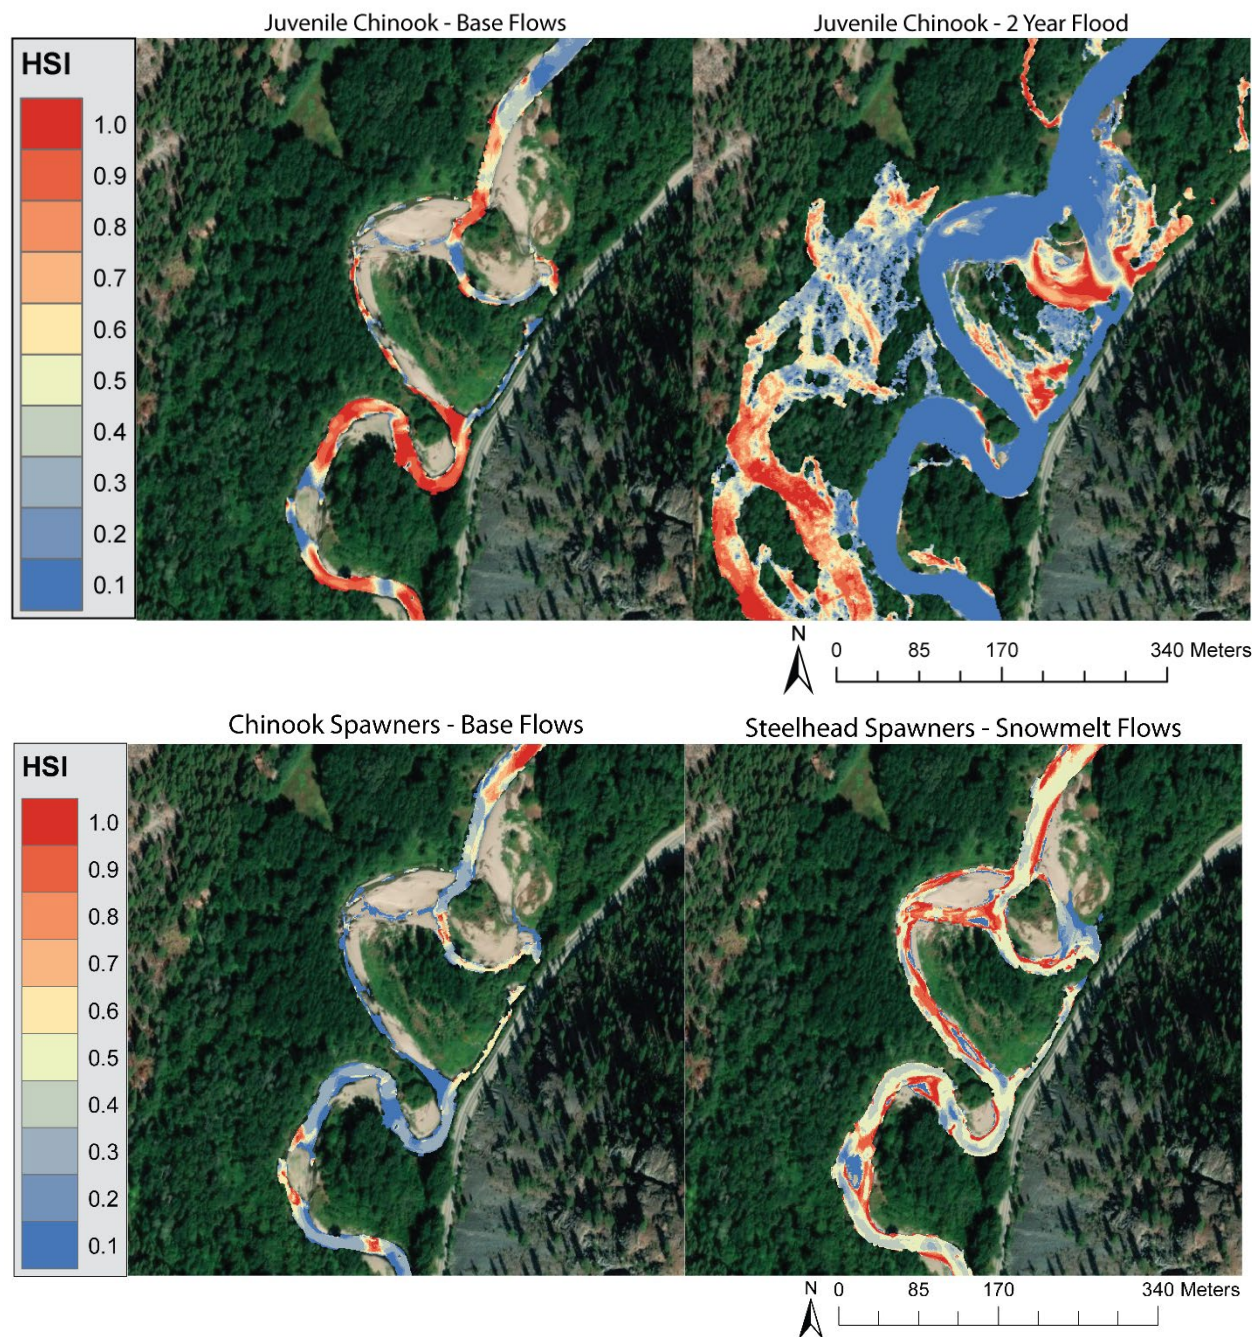 Juvenile Chinook - Base Flows
Juvenile Chinook - 2 Year Flood
HSI
1.0
0.9
0.8
0.7
0.6
0.5
0.4
0.3
0.2
0.1
N
0 85 170 340 Meters
Chinook Spawners - Base Flows
Steelhead Spawners - Snowmelt Flows
HSI
1.0
0.9
0.8
0.7
0.6
0.5
0.4
0.3
0.2
0.1
N
0 85 170 340 Meters